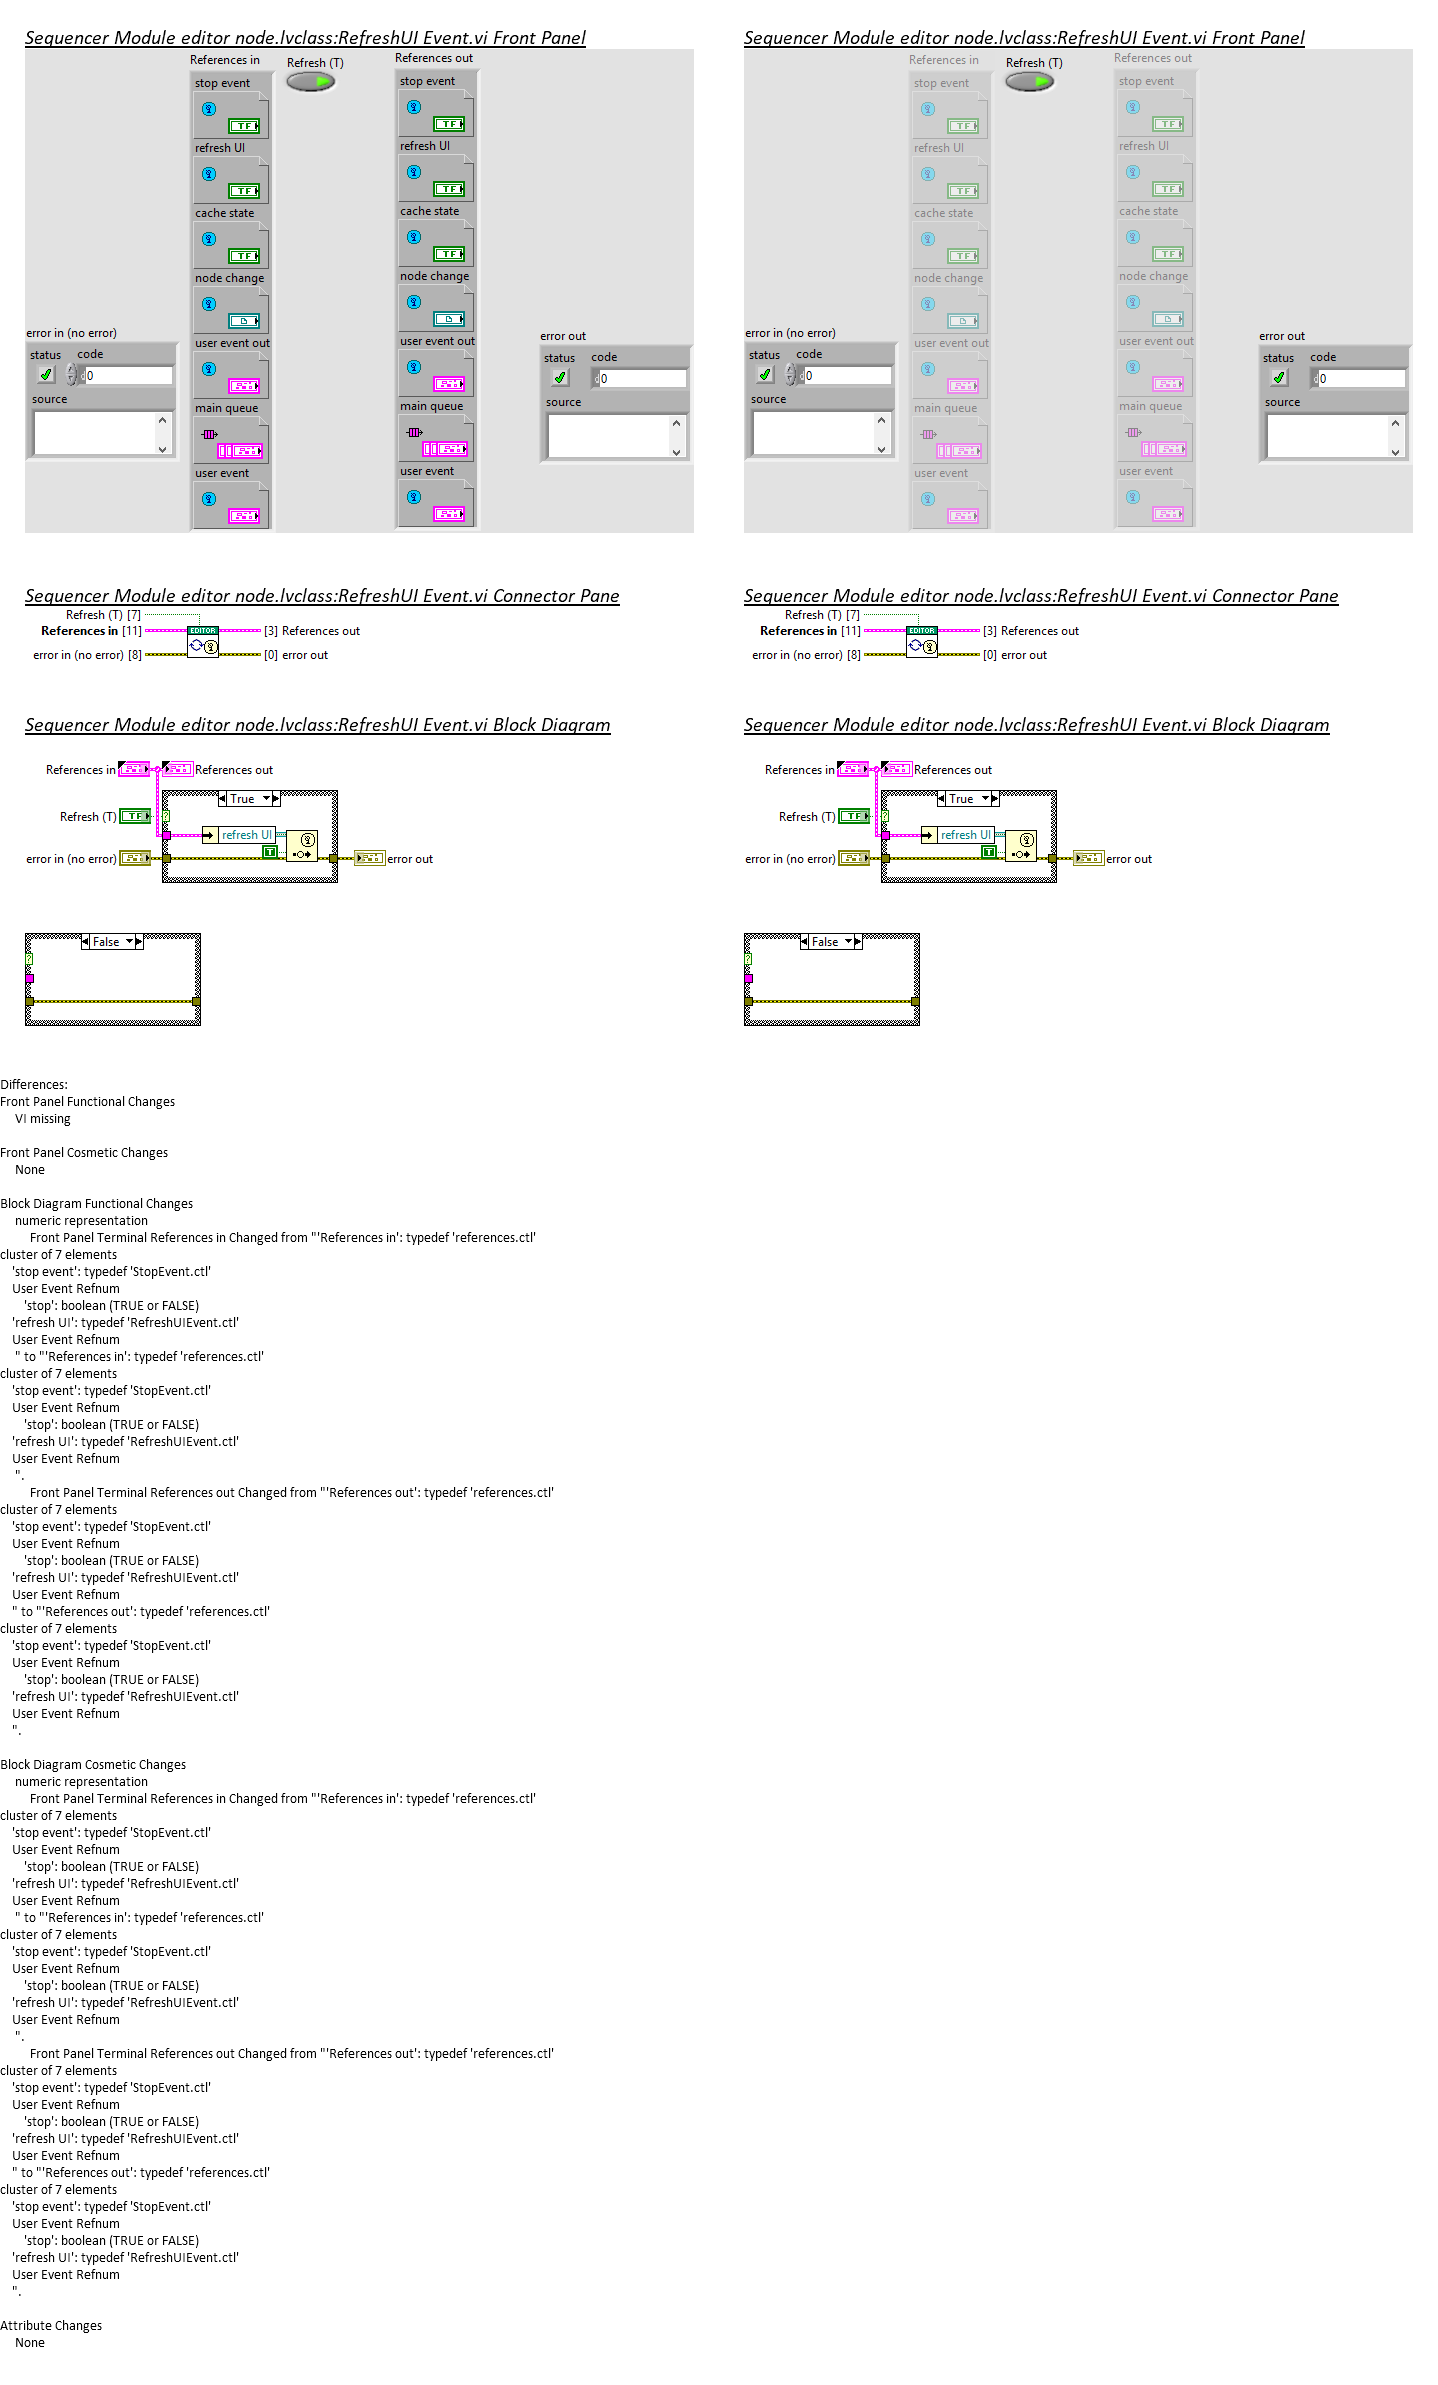 Sequencer Module editor node.lvclass:RefreshUI Event.vi Front Panel
References in
Refresh (T)
References out
stop event
stop event
TF
TF
refresh UI
refresh UI
TF
TF
cache state
cache state
TF
TF
node change
node change
error in (no error)
user event out
user event out
error out
status
code
0
status
code
0
source
source
main queue
main queue
user event
user event
Sequencer Module editor node.lvclass:RefreshUI Event.vi Front Panel
References in
Refresh (T)
References out
stop event
stop event
TF
TF
refresh UI
refresh UI
TF
TF
cache state
cache state
TF
TF
node change
node change
error in (no error)
user event out
user event out
error out
status
code
0
status
code
0
source
source
main queue
main queue
user event
user event
Sequencer Module editor node.lvclass:RefreshUI Event.vi Connector Pane
Refresh (T) [7]
References in [11]
EDITOR
[3] References out
error in (no error) [8]
[0] error out
Sequencer Module editor node.lvclass:RefreshUI Event.vi Connector Pane
Refresh (T) [7]
References in [11]
EDITOR
[3] References out
error in (no error) [8]
[0] error out
Sequencer Module editor node.lvclass:RefreshUI Event.vi Block Diagram
References in
References out
True
Refresh (T)
TF
?
refresh UI
T
error in (no error)
error out
False
?
Sequencer Module editor node.lvclass:RefreshUI Event.vi Block Diagram
References in
References out
True
Refresh (T)
TF
?
refresh UI
T
error in (no error)
error out
False
?
Differences:
Front Panel Functional Changes
VI missing
Front Panel Cosmetic Changes
None
Block Diagram Functional Changes
numeric representation
Front Panel Terminal References in Changed from "'References in': typedef 'references.ctl'
cluster of 7 elements
'stop event': typedef 'StopEvent.ctl'
User Event Refnum
'stop': boolean (TRUE or FALSE)
'refresh UI': typedef 'RefreshUIEvent.ctl'
User Event Refnum
" to "'References in': typedef 'references.ctl'
cluster of 7 elements
'stop event': typedef 'StopEvent.ctl'
User Event Refnum
'stop': boolean (TRUE or FALSE)
'refresh UI': typedef 'RefreshUIEvent.ctl'
User Event Refnum
".
Front Panel Terminal References out Changed from "'References out': typedef 'references.ctl'
cluster of 7 elements
'stop event': typedef 'StopEvent.ctl'
User Event Refnum
'stop': boolean (TRUE or FALSE)
'refresh UI': typedef 'RefreshUIEvent.ctl'
User Event Refnum
" to "'References out': typedef 'references.ctl'
cluster of 7 elements
'stop event': typedef 'StopEvent.ctl'
User Event Refnum
'stop': boolean (TRUE or FALSE)
'refresh UI': typedef 'RefreshUIEvent.ctl'
User Event Refnum
".
Block Diagram Cosmetic Changes
numeric representation
Front Panel Terminal References in Changed from "'References in': typedef 'references.ctl'
cluster of 7 elements
'stop event': typedef 'StopEvent.ctl'
User Event Refnum
'stop': boolean (TRUE or FALSE)
'refresh UI': typedef 'RefreshUIEvent.ctl'
User Event Refnum
" to "'References in': typedef 'references.ctl'
cluster of 7 elements
'stop event': typedef 'StopEvent.ctl'
User Event Refnum
'stop': boolean (TRUE or FALSE)
'refresh UI': typedef 'RefreshUIEvent.ctl'
User Event Refnum
".
Front Panel Terminal References out Changed from "'References out': typedef 'references.ctl'
cluster of 7 elements
'stop event': typedef 'StopEvent.ctl'
User Event Refnum
'stop': boolean (TRUE or FALSE)
'refresh UI': typedef 'RefreshUIEvent.ctl'
User Event Refnum
" to "'References out': typedef 'references.ctl'
cluster of 7 elements
'stop event': typedef 'StopEvent.ctl'
User Event Refnum
'stop': boolean (TRUE or FALSE)
'refresh UI': typedef 'RefreshUIEvent.ctl'
User Event Refnum
".
Attribute Changes
None